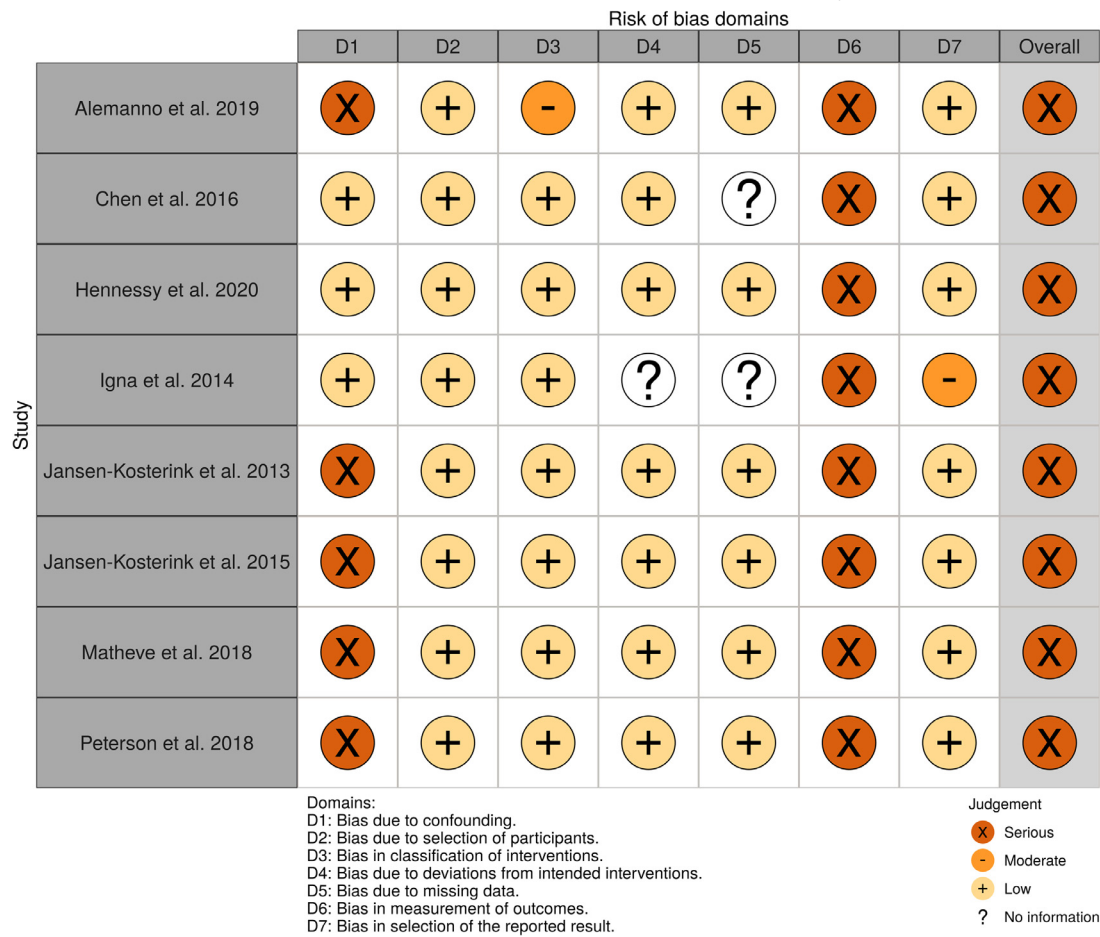 Risk of bias domains
D1 D2 D3 D4 D5 D6 D7 Overall
Study
Alemanno et al. 2019 X + - + + X + X
Chen et al. 2016 + + + + ? X + X
Hennessy et al. 2020 + + + + + X + X
Igna et al. 2014 + + + ? ? X - X
Jansen-Kosterink et al. 2013 X + + + + X + X
Jansen-Kosterink et al. 2015 X + + + + X + X
Matheve et al. 2018 X + + + + X + X
Peterson et al. 2018 X + + + + X + X
Domains:
D1: Bias due to confounding.
D2: Bias due to selection of participants.
D3: Bias in classification of interventions.
D4: Bias due to deviations from intended interventions.
D5: Bias due to missing data.
D6: Bias in measurement of outcomes.
D7: Bias in selection of the reported result.
Judgement
X Serious
- Moderate
+ Low
? No information